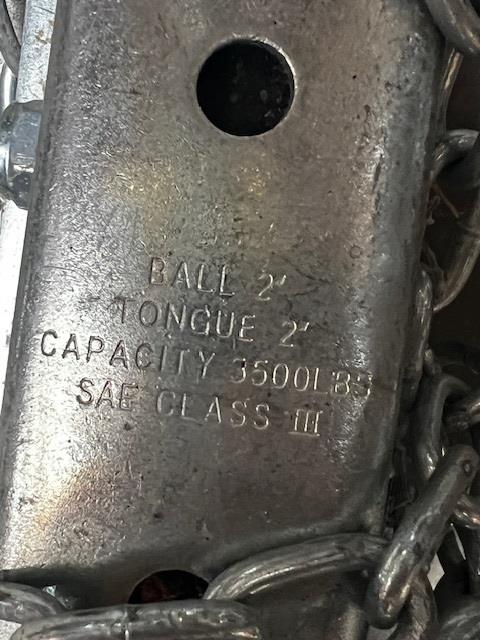 BALL 2"
TONGUE 2"
CAPACITY 3500LBS
SAE CLASS III